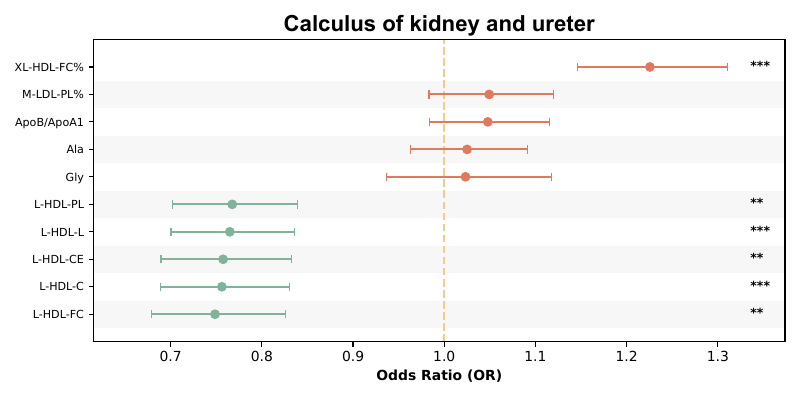 Calculus of kidney and ureter
XL-HDL-FC% ***
M-LDL-PL%
ApoB/ApoA1
Ala
Gly
L-HDL-PL **
L-HDL-L ***
L-HDL-CE **
L-HDL-C ***
L-HDL-FC **
0.7 0.8 0.9 1.0 1.1 1.2 1.3
Odds Ratio (OR)